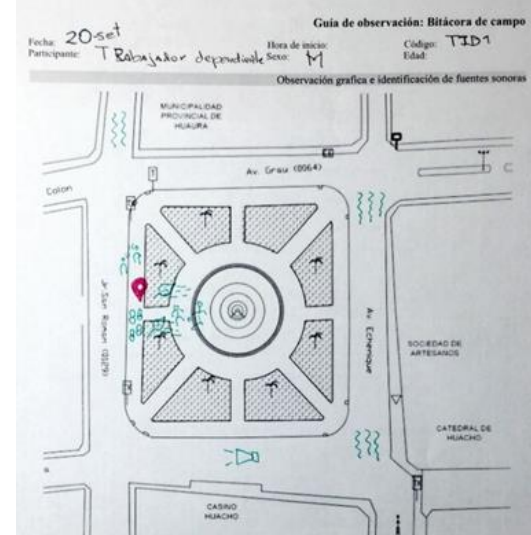 Guía de observación: Bitácora de campo
Fecha: 20-set Hora de inicio: Código: TID1
Participante: TRabajador dependiente Sexo: M Edad:
Observación grafica e identificación de fuentes sonoras
MUNICIPALIDAD
PROVINCIAL DE
HUAURA
Av. Grau (0064)
Colon
Jr. San Roman (0129)
Av. Echenique
SOCIEDAD DE
ARTESANOS
CATEDRAL DE
HUACHO
CASINO
HUACHO